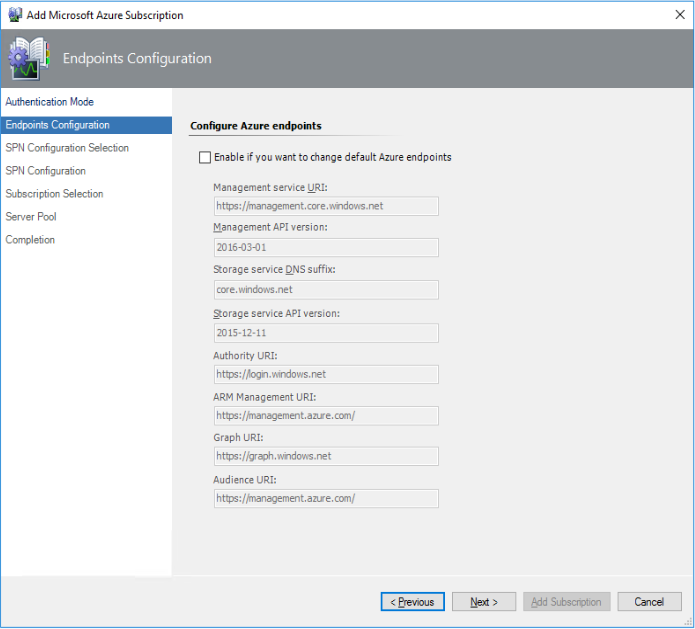 Add Microsoft Azure Subscription
Endpoints Configuration
Authentication Mode
Endpoints Configuration
SPN Configuration Selection
SPN Configuration
Subscription Selection
Server Pool
Completion
Configure Azure endpoints
Enable if you want to change default Azure endpoints
Management service URI:
https://management.core.windows.net
Management API version:
2016-03-01
Storage service DNS suffix:
core.windows.net
Storage service API version:
2015-12-11
Authority URI:
https://login.windows.net
ARM Management URI:
https://management.azure.com/
Graph URI:
https://graph.windows.net
Audience URI:
https://management.azure.com/
< Previous Next > Add Subscription Cancel